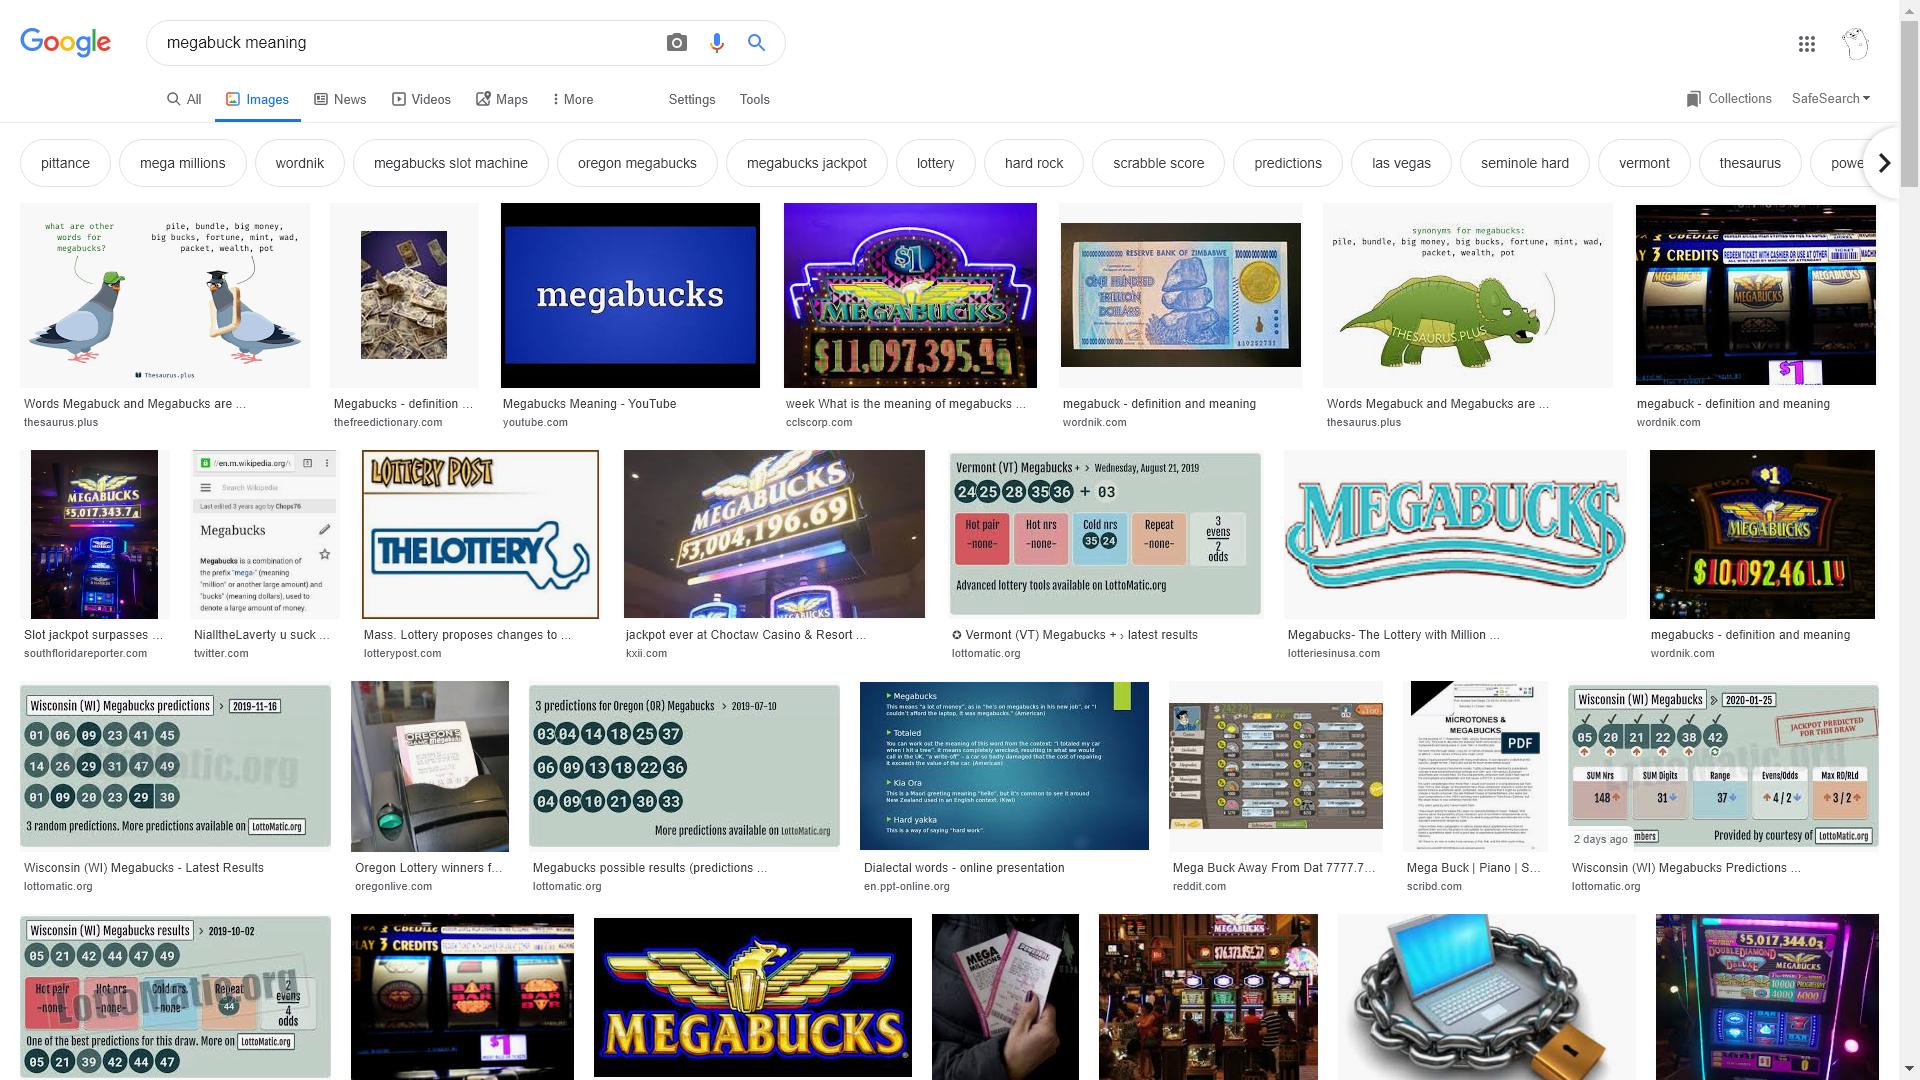 Google
megabuck meaning
All
Images
News
Videos
Maps
More
Settings
Tools
Collections
SafeSearch
pittance
mega millions
wordnik
megabucks slot machine
oregon megabucks
megabucks jackpot
lottery
hard rock
scrabble score
predictions
las vegas
seminole hard
vermont
thesaurus
powe
what are other
words for
megabucks?
pile, bundle, big money,
big bucks, fortune, mint, wad,
packet, wealth, pot
Thesaurus.plus
megabucks
$1
MEGABUCKS
RESERVE BANK OF ZIMBABWE
ONE HUNDRED
TRILLION
DOLLARS
synonyms for megabucks:
pile, bundle, big money, big bucks, fortune, mint, wad,
packet, wealth, pot
THESAURUS.PLUS
3 CREDITS
MEGABUCKS
MEGABUCKS
MEGABUCKS
$1
Words Megabuck and Megabucks are ...
thesaurus.plus
Megabucks - definition ...
thefreedictionary.com
Megabucks Meaning - YouTube
youtube.com
week What is the meaning of megabucks ...
cclscorp.com
megabuck - definition and meaning
wordnik.com
Words Megabuck and Megabucks are ...
thesaurus.plus
megabuck - definition and meaning
wordnik.com
MEGABUCKS
//en.m.wikipedia.org/
Search Wikipedia
Last edited 3 years ago by Chops76
Megabucks
Megabucks is a combination of
the prefix "mega-" (meaning
"million" or another large amount) and
"bucks" (meaning dollars), used to
denote a large amount of money.
LOTTERY POST
THE LOTTERY
MEGABUCKS
$3,004,196.69
Vermont (VT) Megabucks + > Wednesday, August 21, 2019
24 25 28 35 36 + 03
Hot pair
-none-
Hot nrs
-none-
Cold nrs
35 24
Repeat
-none-
3
evens
2
odds
Advanced lottery tools available on LottoMatic.org
MEGABUCK$
$1
MEGABUCKS
Slot jackpot surpasses ...
southfloridareporter.com
NialltheLaverty u suck ...
twitter.com
Mass. Lottery proposes changes to ...
lotterypost.com
jackpot ever at Choctaw Casino & Resort ...
kxii.com
✪ Vermont (VT) Megabucks + › latest results
lottomatic.org
Megabucks- The Lottery with Million ...
lotteriesinusa.com
megabucks - definition and meaning
wordnik.com
Wisconsin (WI) Megabucks predictions > 2019-11-16
01 06 09 23 41 45
14 26 29 31 47 49
01 09 20 23 29 30
3 random predictions. More predictions available on LottoMatic.org
3 predictions for Oregon (OR) Megabucks > 2019-07-10
03 04 14 18 25 37
06 09 13 18 22 36
04 09 10 21 30 33
More predictions available on LottoMatic.org
Megabucks
This means "a lot of money", as in "he's on megabucks in his new job", or "I
couldn't afford the laptop, it was megabucks." (American)
Totaled
You can work out the meaning of this word from the context: "I totaled my car
when I hit a tree". It means completely wrecked, resulting in what we would
call in the UK, "a write-off" – a car so badly damaged that the cost of repairing
it exceeds the value of the car. (American)
Kia Ora
This is a Maori greeting meaning "hello", but it's common to see it around
New Zealand used in an English context. (Kiwi)
Hard yakka
This is a way of saying "hard work".
MICROTONES &
MEGABUCKS
PDF
Wisconsin (WI) Megabucks
2020-01-25
05 20 21 22 38 42
JACKPOT PREDICTED
FOR THIS DRAW
SUM Nrs
148
SUM Digits
31
Range
37
Evens/Odds
4 / 2
Max RD/RLd
3 / 2
2 days ago
mbers
Provided by courtesy of LottoMatic.org
Wisconsin (WI) Megabucks - Latest Results
lottomatic.org
Oregon Lottery winners f...
oregonlive.com
Megabucks possible results (predictions ...
lottomatic.org
Dialectal words - online presentation
en.ppt-online.org
Mega Buck Away From Dat 7777.7...
reddit.com
Mega Buck | Piano | S...
scribd.com
Wisconsin (WI) Megabucks Predictions ...
lottomatic.org
Wisconsin (WI) Megabucks results > 2019-10-02
05 21 42 44 47 49
Hot pair
-none-
Hot nrs
-none-
Cold nrs
-none-
Repeat
44
2
evens
4
odds
LottoMatic.org
One of the best predictions for this draw. More on LottoMatic.org
05 21 39 42 44 47
3 CREDITS
BAR
BAR
$1
MEGABUCKS
MEGA
MILLIONS
MEGABUCKS
$5,017,344.03
DOUBLE DIAMOND
DELUXE
MEGABUCKS